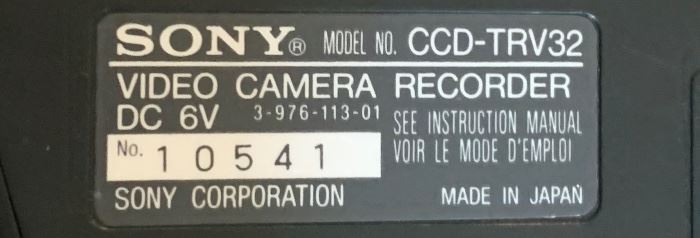 SONY® MODEL NO. CCD-TRV32
VIDEO CAMERA RECORDER
DC 6V 3-976-113-01
SEE INSTRUCTION MANUAL
VOIR LE MODE D'EMPLOI
No. 10541
SONY CORPORATION MADE IN JAPAN